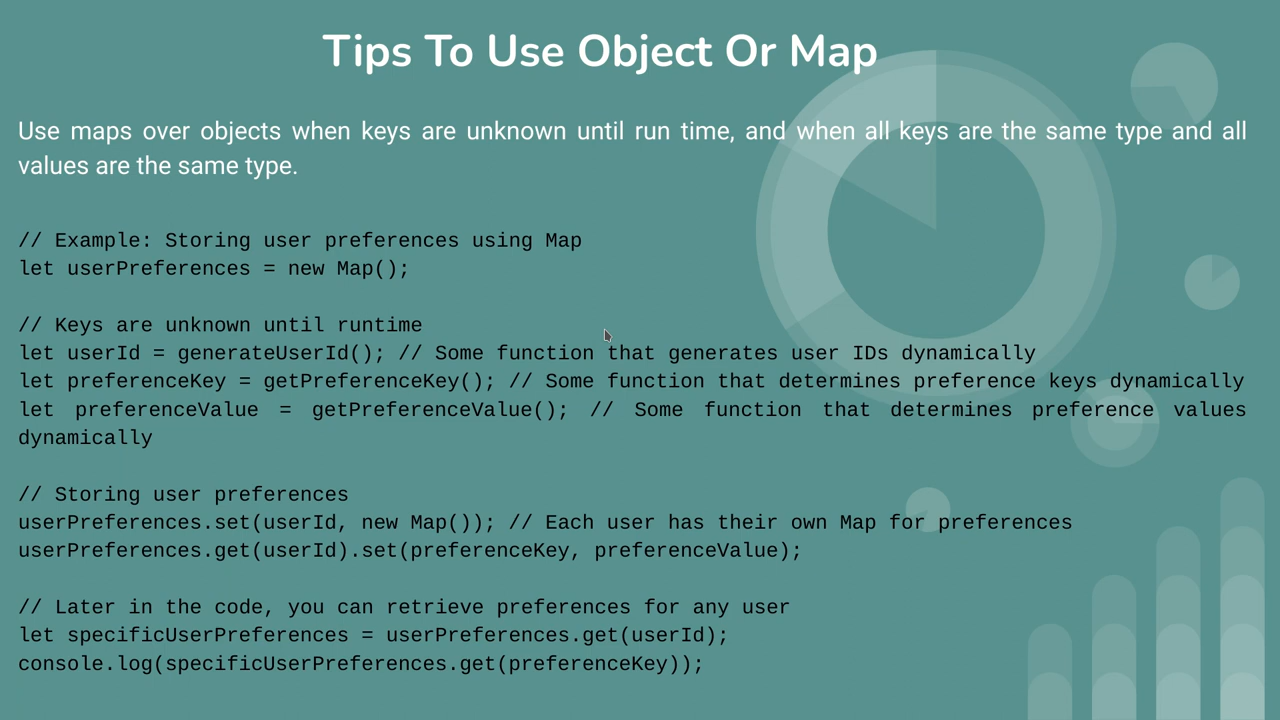 Tips To Use Object Or Map
Use maps over objects when keys are unknown until run time, and when all keys are the same type and all
values are the same type.
// Example: Storing user preferences using Map
let userPreferences = new Map();
// Keys are unknown until runtime
let userId = generateUserId(); // Some function that generates user IDs dynamically
let preferenceKey = getPreferenceKey(); // Some function that determines preference keys dynamically
let preferenceValue = getPreferenceValue(); // Some function that determines preference values
dynamically
// Storing user preferences
userPreferences.set(userId, new Map()); // Each user has their own Map for preferences
userPreferences.get(userId).set(preferenceKey, preferenceValue);
// Later in the code, you can retrieve preferences for any user
let specificUserPreferences = userPreferences.get(userId);
console.log(specificUserPreferences.get(preferenceKey));